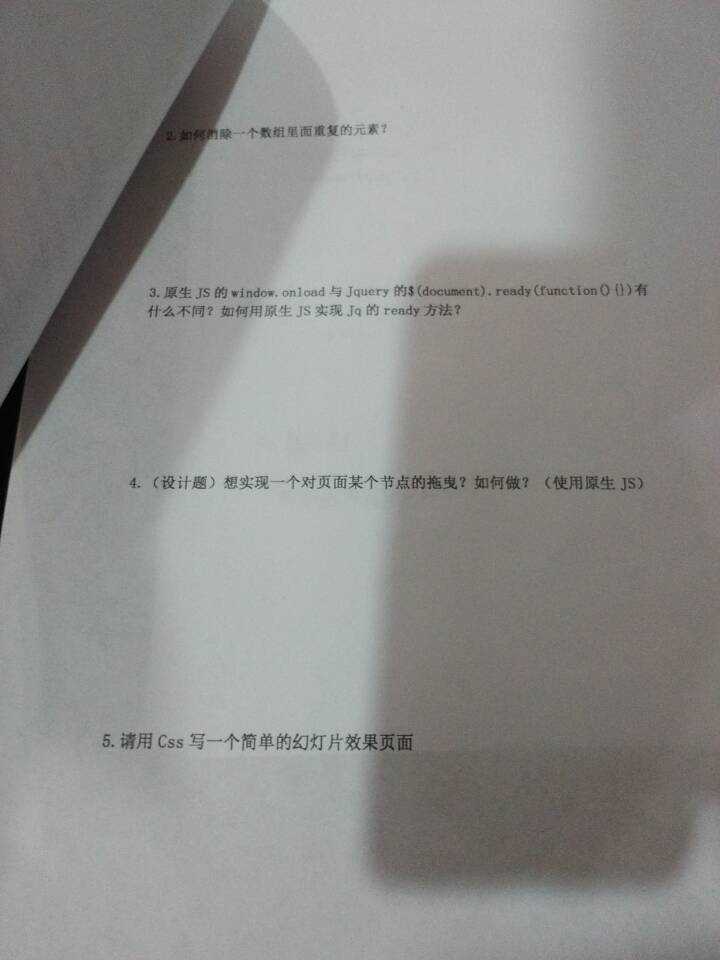 2.如何消除一个数组里面重复的元素？
3.原生 JS 的 window.onload 与 Jquery 的$(document).ready(function(){})有
什么不同？如何用原生 JS 实现 Jq 的 ready 方法？
4.（设计题）想实现一个对页面某个节点的拖曳？如何做？（使用原生 JS）
5.请用 Css 写一个简单的幻灯片效果页面